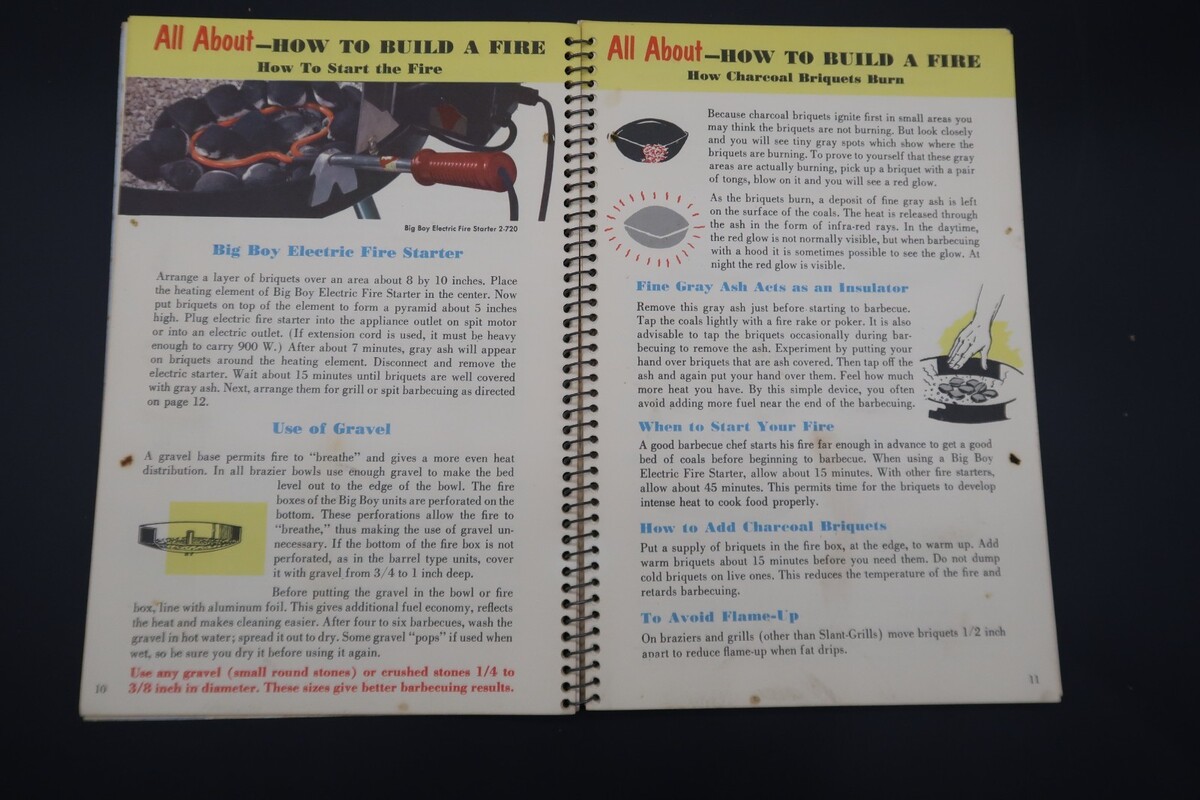 All About—HOW TO BUILD A FIRE
How To Start the Fire
Big Boy Electric Fire Starter 2-720
Big Boy Electric Fire Starter
Arrange a layer of briquets over an area about 8 by 10 inches. Place
the heating element of Big Boy Electric Fire Starter in the center. Now
put briquets on top of the element to form a pyramid about 5 inches
high. Plug electric fire starter into the appliance outlet on spit motor
or into an electric outlet. (If extension cord is used, it must be heavy
enough to carry 900 W.) After about 7 minutes, gray ash will appear
on briquets around the heating element. Disconnect and remove the
electric starter. Wait about 15 minutes until briquets are well covered
with gray ash. Next, arrange them for grill or spit barbecuing as directed
on page 12.
Use of Gravel
A gravel base permits fire to "breathe" and gives a more even heat
distribution. In all brazier bowls use enough gravel to make the bed
level out to the edge of the bowl. The fire
boxes of the Big Boy units are perforated on the
bottom. These perforations allow the fire to
"breathe," thus making the use of gravel un-
necessary. If the bottom of the fire box is not
perforated, as in the barrel type units, cover
it with gravel from 3/4 to 1 inch deep.
Before putting the gravel in the bowl or fire
box, line with aluminum foil. This gives additional fuel economy, reflects
the heat and makes cleaning easier. After four to six barbecues, wash the
gravel in hot water; spread it out to dry. Some gravel "pops" if used when
wet, so be sure you dry it before using it again.
Use any gravel (small round stones) or crushed stones 1/4 to
3/8 inch in diameter. These sizes give better barbecuing results.
10
All About—HOW TO BUILD A FIRE
How Charcoal Briquets Burn
Because charcoal briquets ignite first in small areas you
may think the briquets are not burning. But look closely
and you will see tiny gray spots which show where the
briquets are burning. To prove to yourself that these gray
areas are actually burning, pick up a briquet with a pair
of tongs, blow on it and you will see a red glow.
As the briquets burn, a deposit of fine gray ash is left
on the surface of the coals. The heat is released through
the ash in the form of infra-red rays. In the daytime,
the red glow is not normally visible, but when barbecuing
with a hood it is sometimes possible to see the glow. At
night the red glow is visible.
Fine Gray Ash Acts as an Insulator
Remove this gray ash just before starting to barbecue.
Tap the coals lightly with a fire rake or poker. It is also
advisable to tap the briquets occasionally during bar-
becuing to remove the ash. Experiment by putting your
hand over briquets that are ash covered. Then tap off the
ash and again put your hand over them. Feel how much
more heat you have. By this simple device, you often
avoid adding more fuel near the end of the barbecuing.
When to Start Your Fire
A good barbecue chef starts his fire far enough in advance to get a good
bed of coals before beginning to barbecue. When using a Big Boy
Electric Fire Starter, allow about 15 minutes. With other fire starters,
allow about 45 minutes. This permits time for the briquets to develop
intense heat to cook food properly.
How to Add Charcoal Briquets
Put a supply of briquets in the fire box, at the edge, to warm up. Add
warm briquets about 15 minutes before you need them. Do not dump
cold briquets on live ones. This reduces the temperature of the fire and
retards barbecuing.
To Avoid Flame-Up
On braziers and grills (other than Slant-Grills) move briquets 1/2 inch
apart to reduce flame-up when fat drips.
11